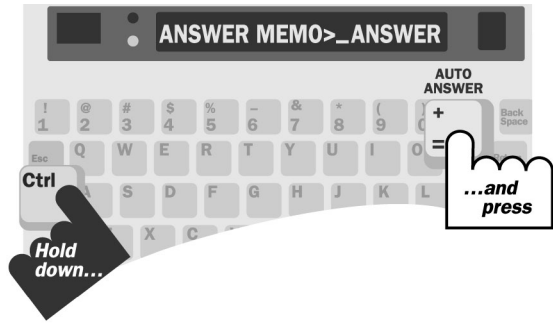 ANSWER MEMO>_ANSWER
AUTO
ANSWER
! @ # $ % – & * ( )
1 2 3 4 5 6 7 8 9 0
+
=
Back
Space
Esc
Q W E R T Y U I O
Ctrl
A S D F G H J K L
X C
Hold
down...
...and
press